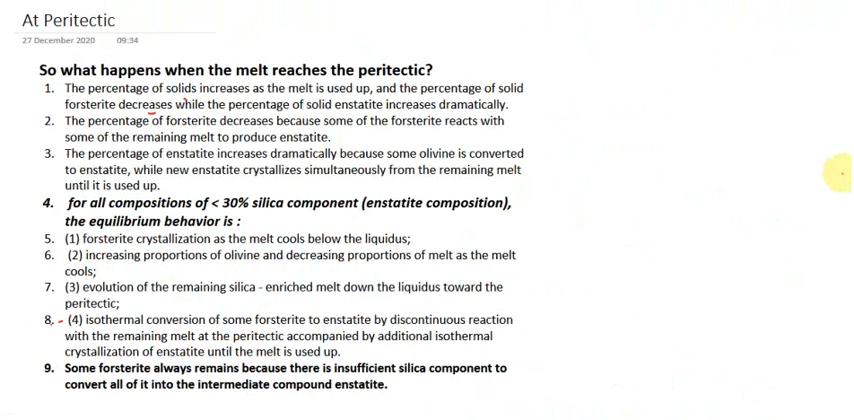 At Peritectic
27 December 2020 09:34
So what happens when the melt reaches the peritectic?
1. The percentage of solids increases as the melt is used up, and the percentage of solid
forsterite decreases while the percentage of solid enstatite increases dramatically.
2. The percentage of forsterite decreases because some of the forsterite reacts with
some of the remaining melt to produce enstatite.
3. The percentage of enstatite increases dramatically because some olivine is converted
to enstatite, while new enstatite crystallizes simultaneously from the remaining melt
until it is used up.
4. for all compositions of < 30% silica component (enstatite composition),
the equilibrium behavior is :
5. (1) forsterite crystallization as the melt cools below the liquidus;
6. (2) increasing proportions of olivine and decreasing proportions of melt as the melt
cools;
7. (3) evolution of the remaining silica - enriched melt down the liquidus toward the
peritectic;
8. - (4) isothermal conversion of some forsterite to enstatite by discontinuous reaction
with the remaining melt at the peritectic accompanied by additional isothermal
crystallization of enstatite until the melt is used up.
9. Some forsterite always remains because there is insufficient silica component to
convert all of it into the intermediate compound enstatite.